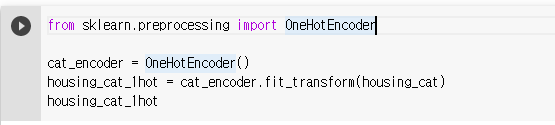 from sklearn.preprocessing import OneHotEncoder
cat_encoder = OneHotEncoder()
housing_cat_1hot = cat_encoder.fit_transform(housing_cat)
housing_cat_1hot